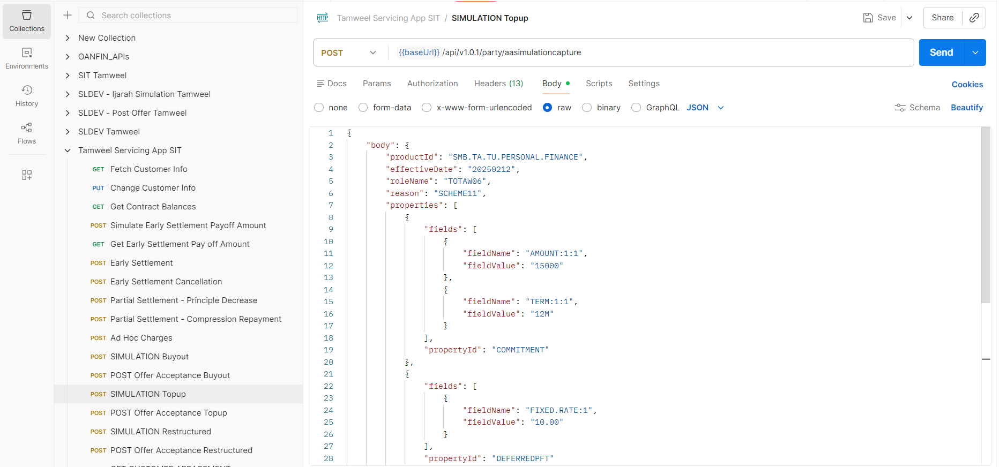 Collections
Environments
History
Flows
Search collections
New Collection
OANFIN_APIs
SIT Tamweel
SLDEV - Ijarah Simulation Tamweel
SLDEV - Post Offer Tamweel
SLDEV Tamweel
Tamweel Servicing App SIT
GET Fetch Customer Info
PUT Change Customer Info
GET Get Contract Balances
POST Simulate Early Settlement Payoff Amount
GET Get Early Settlement Pay off Amount
POST Early Settlement
POST Early Settlement Cancellation
POST Partial Settlement - Principle Decrease
POST Partial Settlement - Compression Repayment
POST Ad Hoc Charges
POST SIMULATION Buyout
POST POST Offer Acceptance Buyout
POST SIMULATION Topup
POST POST Offer Acceptance Topup
POST SIMULATION Restructured
POST POST Offer Acceptance Restructured
HTTP Tamweel Servicing App SIT / SIMULATION Topup
Save
Share
POST {{baseUrl}}/api/v1.0.1/party/aasimulationcapture
Send
Docs Params Authorization Headers (13) Body Scripts Settings
Cookies
none form-data x-www-form-urlencoded raw binary GraphQL JSON
Schema Beautify
1 {
2 "body": {
3 "productId": "SMB.TA.TU.PERSONAL.FINANCE",
4 "effectiveDate": "20250212",
5 "roleName": "TOTAW06",
6 "reason": "SCHEME11",
7 "properties": [
8 {
9 "fields": [
10 {
11 "fieldName": "AMOUNT:1:1",
12 "fieldValue": "15000"
13 },
14 {
15 "fieldName": "TERM:1:1",
16 "fieldValue": "12M"
17 }
18 ],
19 "propertyId": "COMMITMENT"
20 },
21 {
22 "fields": [
23 {
24 "fieldName": "FIXED.RATE:1",
25 "fieldValue": "10.00"
26 }
27 ],
28 "propertyId": "DEFERREDPFT"